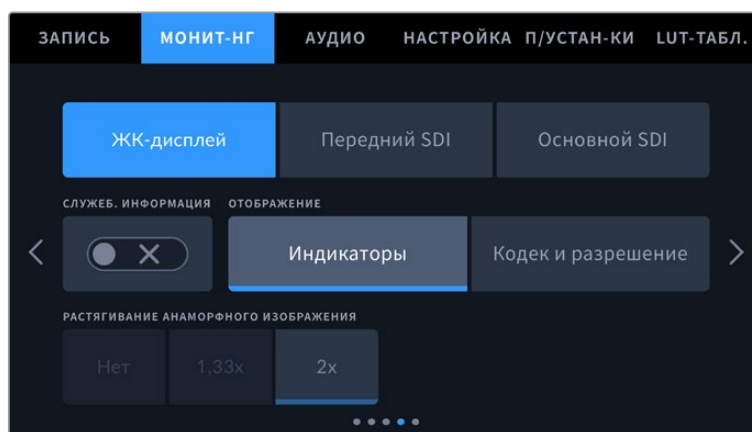 ЗАПИСЬ МОНИТ-НГ АУДИО НАСТРОЙКА П/УСТАН-КИ LUT-ТАБЛ.
ЖК-дисплей Передний SDI Основной SDI
СЛУЖЕБ. ИНФОРМАЦИЯ ОТОБРАЖЕНИЕ
Индикаторы Кодек и разрешение
РАСТЯГИВАНИЕ АНАМОРФНОГО ИЗОБРАЖЕНИЯ
Нет 1,33x 2x